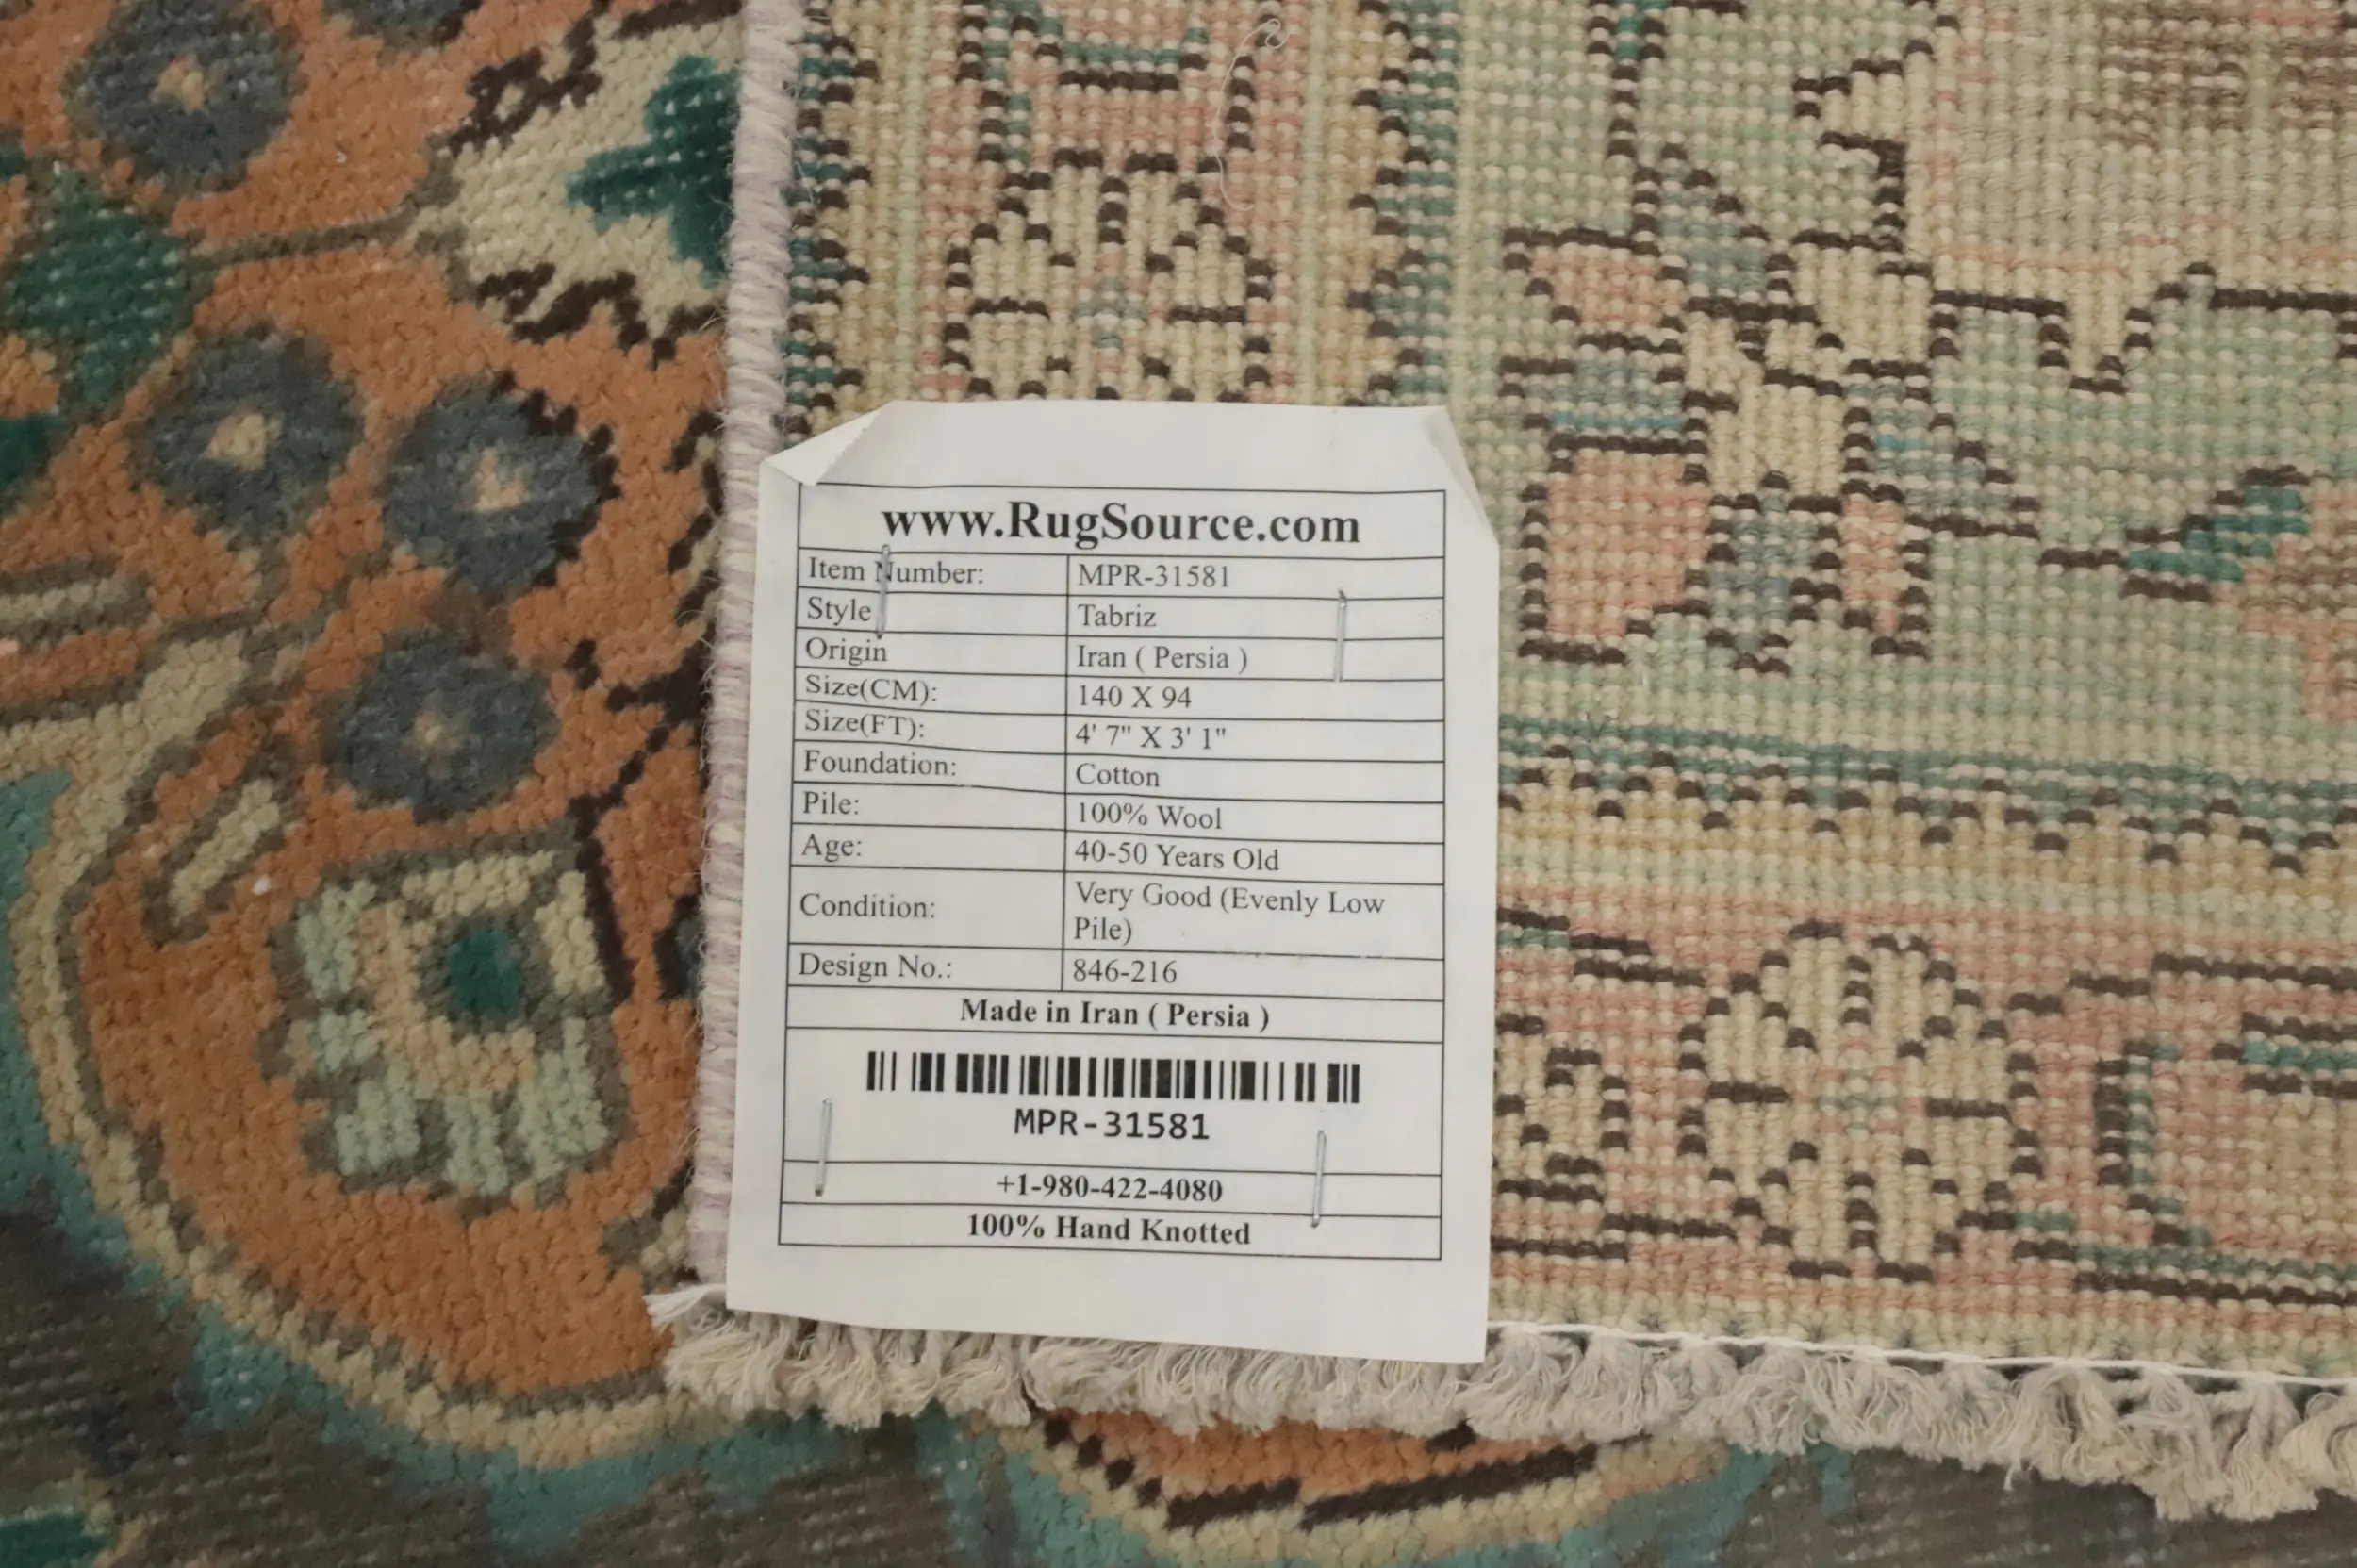 www.RugSource.com
Item Number: MPR-31581
Style Tabriz
Origin Iran ( Persia )
Size(CM): 140 X 94
Size(FT): 4' 7" X 3' 1"
Foundation: Cotton
Pile: 100% Wool
Age: 40-50 Years Old
Condition: Very Good (Evenly Low
Pile)
Design No.: 846-216
Made in Iran ( Persia )
MPR-31581
+1-980-422-4080
100% Hand Knotted